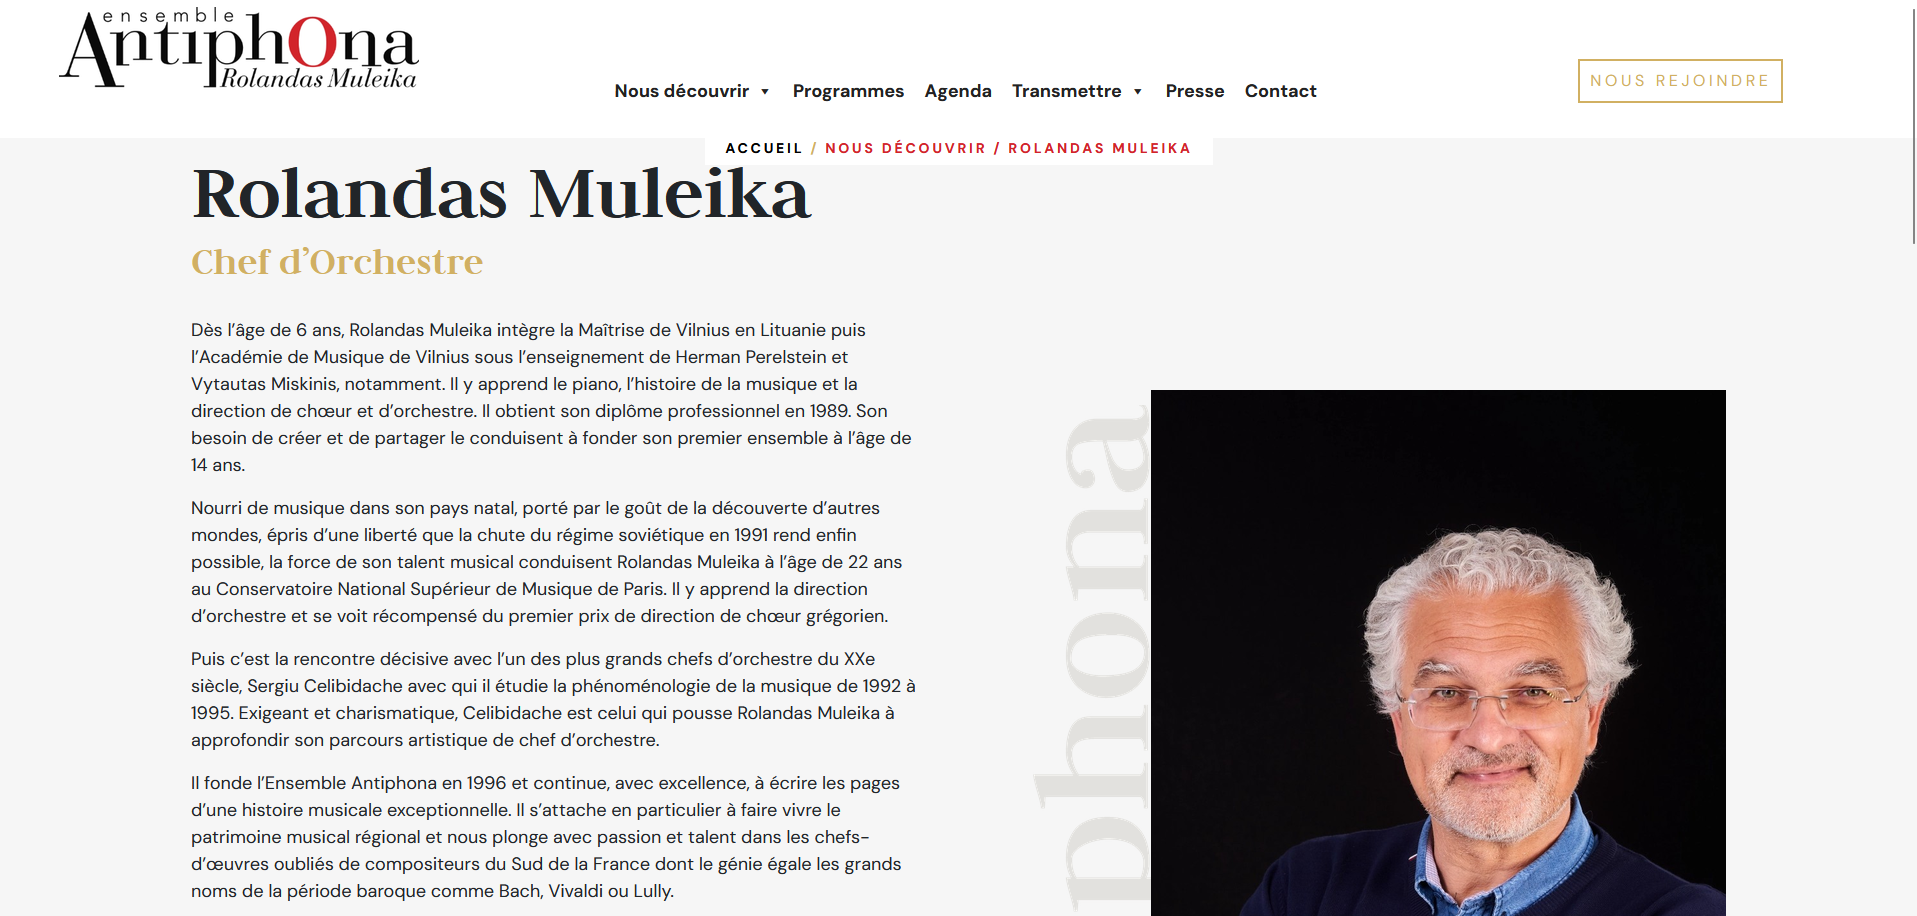 ensemble
Antiphona
Rolandas Muleika
Nous découvrir Programmes Agenda Transmettre Presse Contact
NOUS REJOINDRE
ACCUEIL / NOUS DÉCOUVRIR / ROLANDAS MULEIKA
Rolandas Muleika
Chef d’Orchestre
Dès l’âge de 6 ans, Rolandas Muleika intègre la Maîtrise de Vilnius en Lituanie puis
l’Académie de Musique de Vilnius sous l’enseignement de Herman Perelstein et
Vytautas Miskinis, notamment. Il y apprend le piano, l’histoire de la musique et la
direction de chœur et d’orchestre. Il obtient son diplôme professionnel en 1989. Son
besoin de créer et de partager le conduisent à fonder son premier ensemble à l’âge de
14 ans.
Nourri de musique dans son pays natal, porté par le goût de la découverte d’autres
mondes, épris d’une liberté que la chute du régime soviétique en 1991 rend enfin
possible, la force de son talent musical conduisent Rolandas Muleika à l’âge de 22 ans
au Conservatoire National Supérieur de Musique de Paris. Il y apprend la direction
d’orchestre et se voit récompensé du premier prix de direction de chœur grégorien.
Puis c’est la rencontre décisive avec l’un des plus grands chefs d’orchestre du XXe
siècle, Sergiu Celibidache avec qui il étudie la phénoménologie de la musique de 1992 à
1995. Exigeant et charismatique, Celibidache est celui qui pousse Rolandas Muleika à
approfondir son parcours artistique de chef d’orchestre.
Il fonde l’Ensemble Antiphona en 1996 et continue, avec excellence, à écrire les pages
d’une histoire musicale exceptionnelle. Il s’attache en particulier à faire vivre le
patrimoine musical régional et nous plonge avec passion et talent dans les chefs-
d’œuvres oubliés de compositeurs du Sud de la France dont le génie égale les grands
noms de la période baroque comme Bach, Vivaldi ou Lully.
phona